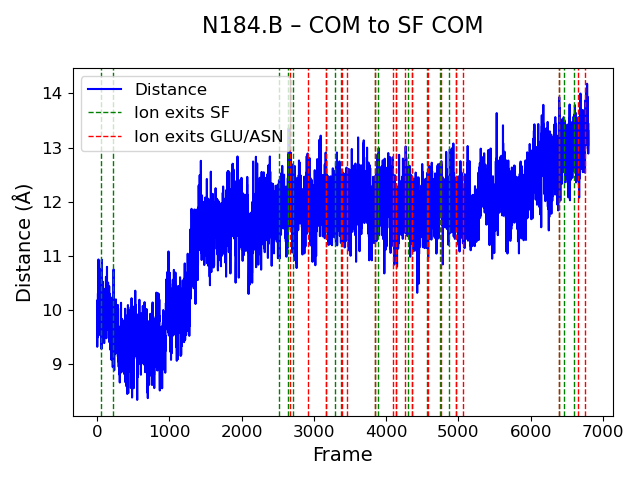 N184.B – COM to SF COM
Distance
Ion exits SF
Ion exits GLU/ASN
Distance (Å)
14
13
12
11
10
9
0 1000 2000 3000 4000 5000 6000 7000
Frame